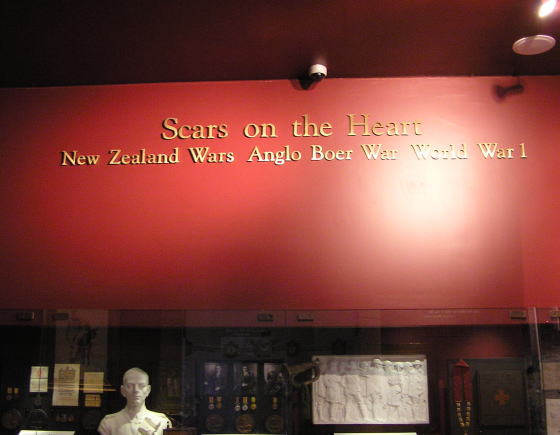 Scars on the Heart
New Zealand Wars Anglo Boer War World War 1